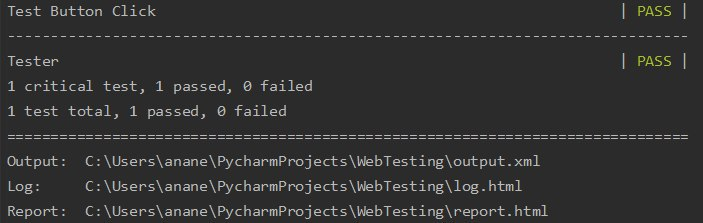 Test Button Click | PASS |
------------------------------------------------------------------------------
Tester | PASS |
1 critical test, 1 passed, 0 failed
1 test total, 1 passed, 0 failed
==============================================================================
Output: C:\Users\anane\PycharmProjects\WebTesting\output.xml
Log: C:\Users\anane\PycharmProjects\WebTesting\log.html
Report: C:\Users\anane\PycharmProjects\WebTesting\report.html